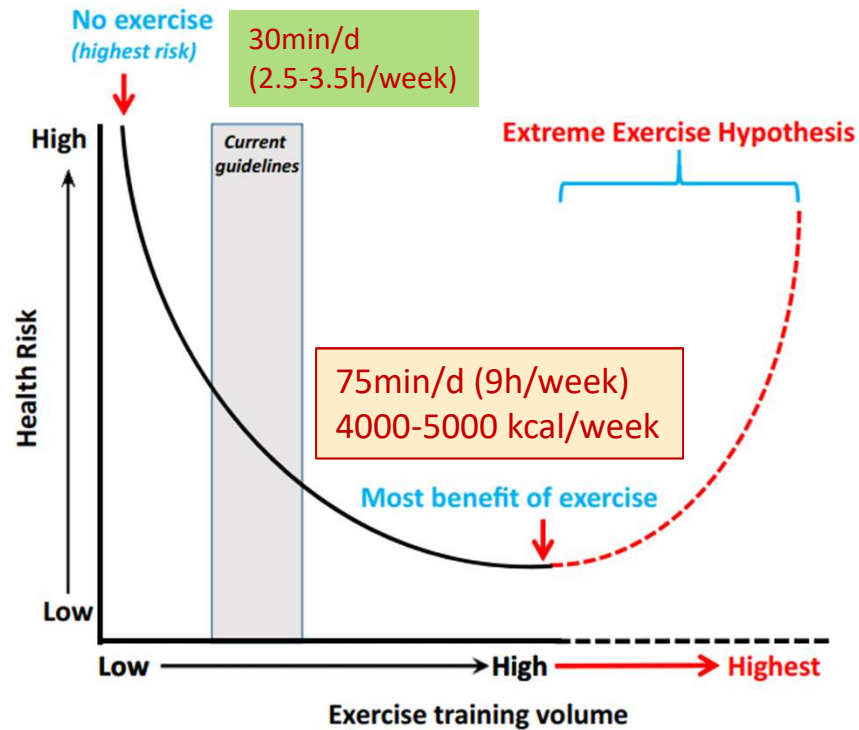 No exercise
(highest risk)
30min/d
(2.5-3.5h/week)
High
Current
guidelines
Extreme Exercise Hypothesis
Health Risk
75min/d (9h/week)
4000-5000 kcal/week
Most benefit of exercise
Low
Low
High
Highest
Exercise training volume